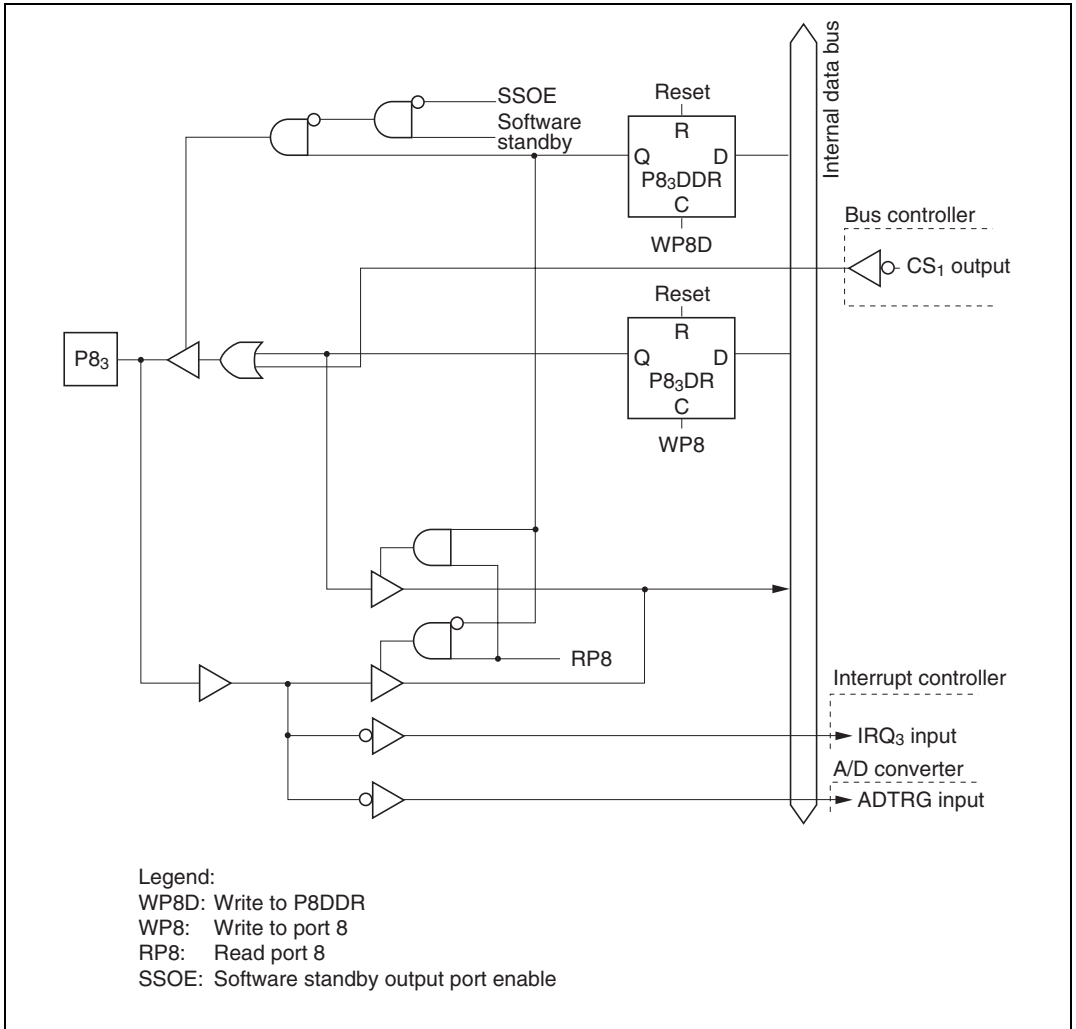 SSOE
Software
standby
Reset
R
Q D
P8₃DDR
C
WP8D
Internal data bus
Bus controller
CS₁ output
Reset
R
Q D
P8₃DR
C
WP8
P8₃
RP8
Interrupt controller
IRQ₃ input
A/D converter
ADTRG input
Legend:
WP8D: Write to P8DDR
WP8: Write to port 8
RP8: Read port 8
SSOE: Software standby output port enable